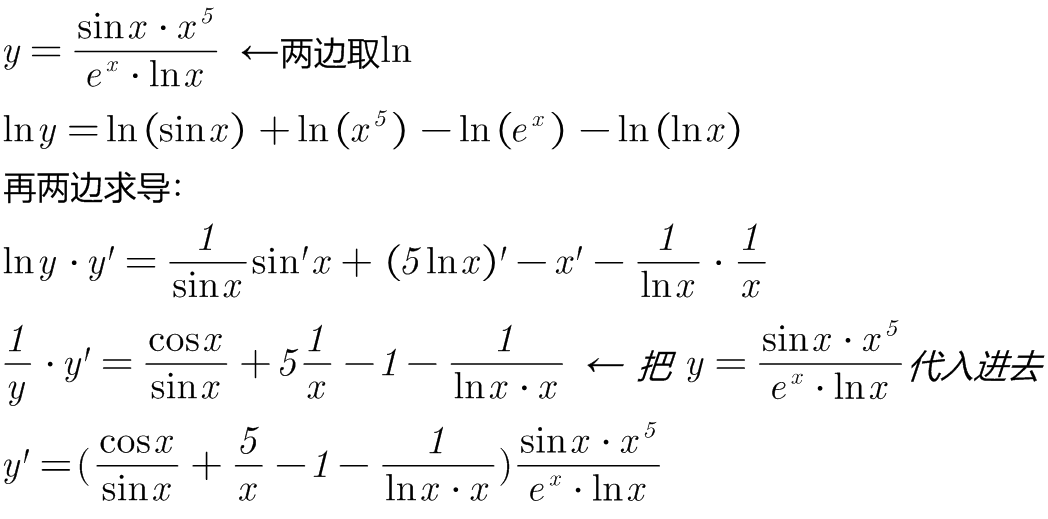 y = \frac{\sin x \cdot x^5}{e^x \cdot \ln x} ←两边取ln
\ln y = \ln(\sin x) + \ln(x^5) - \ln(e^x) - \ln(\ln x)
再两边求导：
\ln y \cdot y' = \frac{1}{\sin x} \sin' x + (5 \ln x)' - x' - \frac{1}{\ln x} \cdot \frac{1}{x}
\frac{1}{y} \cdot y' = \frac{\cos x}{\sin x} + 5 \frac{1}{x} - 1 - \frac{1}{\ln x \cdot x} ← 把 y = \frac{\sin x \cdot x^5}{e^x \cdot \ln x} 代入进去
y' = (\frac{\cos x}{\sin x} + \frac{5}{x} - 1 - \frac{1}{\ln x \cdot x}) \frac{\sin x \cdot x^5}{e^x \cdot \ln x}